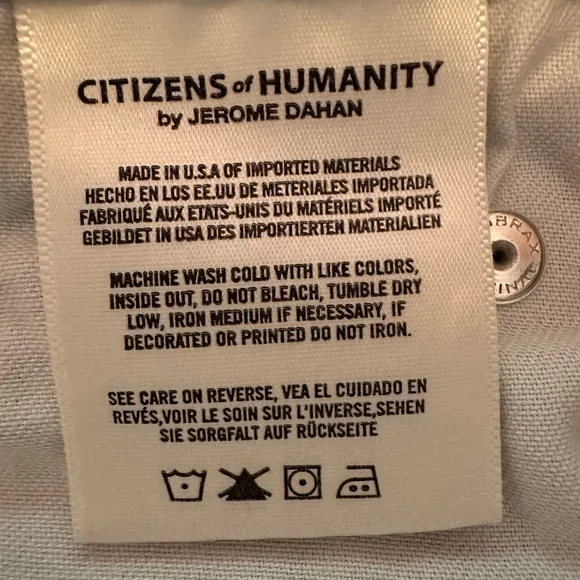 CITIZENS of HUMANITY
by JEROME DAHAN
MADE IN U.S.A OF IMPORTED MATERIALS
HECHO EN LOS EE.UU DE METERIALES IMPORTADA
FABRIQUÉ AUX ETATS-UNIS DU MATÉRIELS IMPORTÉ
GEBILDET IN USA DES IMPORTIERTEN MATERIALIEN
MACHINE WASH COLD WITH LIKE COLORS,
INSIDE OUT, DO NOT BLEACH, TUMBLE DRY
LOW, IRON MEDIUM IF NECESSARY, IF
DECORATED OR PRINTED DO NOT IRON.
SEE CARE ON REVERSE, VEA EL CUIDADO EN
REVÉS,VOIR LE SOIN SUR L'INVERSE,SEHEN
SIE SORGFALT AUF RÜCKSEITE